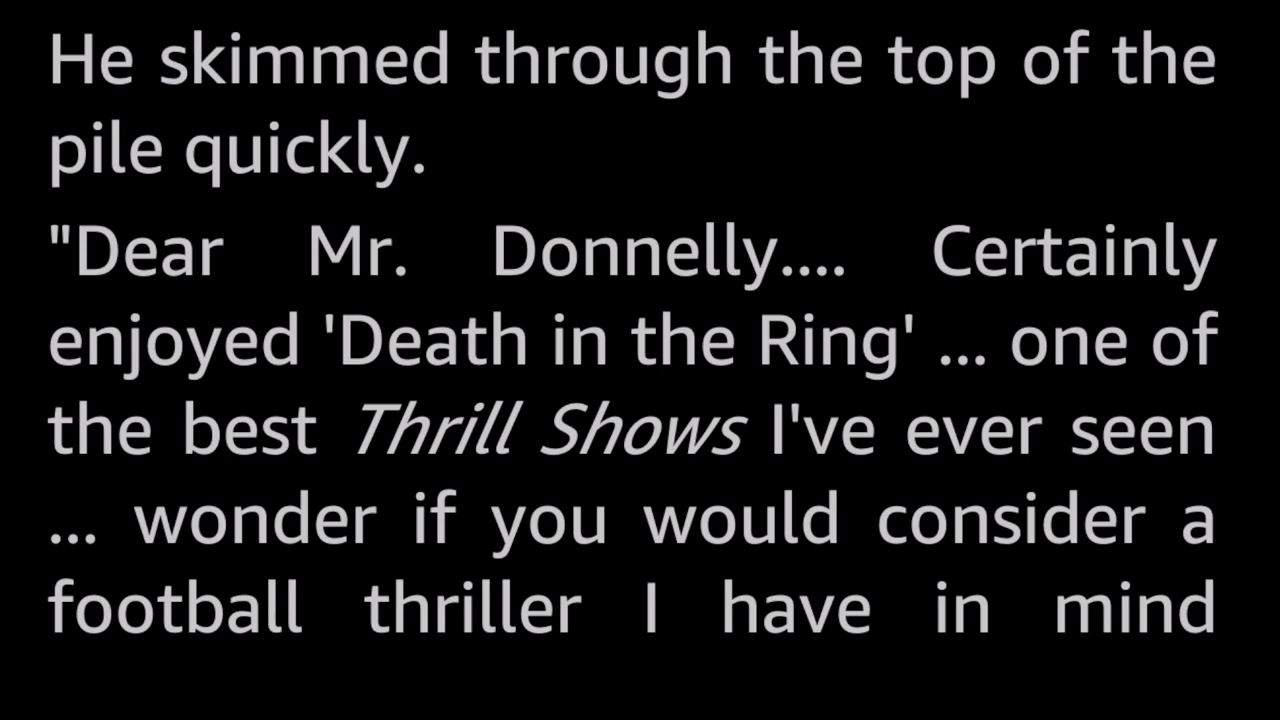 He skimmed through the top of the
pile quickly.
"Dear Mr. Donnelly.... Certainly
enjoyed 'Death in the Ring' ... one of
the best Thrill Shows I've ever seen
... wonder if you would consider a
football thriller I have in mind